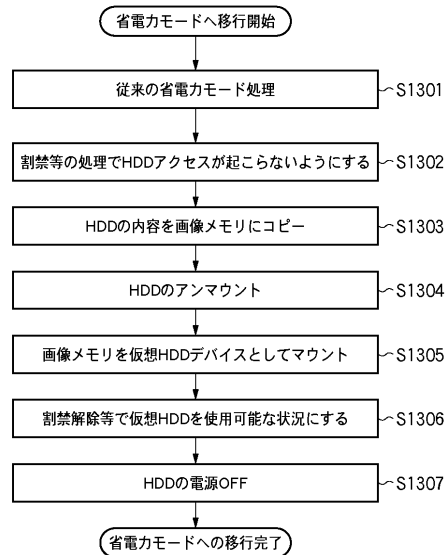 省電力モードへ移行開始
従来の省電力モード処理
S1301
割禁等の処理でHDDアクセスが起こらないようにする
S1302
HDDの内容を画像メモリにコピー
S1303
HDDのアンマウント
S1304
画像メモリを仮想HDDデバイスとしてマウント
S1305
割禁解除等で仮想HDDを使用可能な状況にする
S1306
HDDの電源OFF
S1307
省電力モードへの移行完了